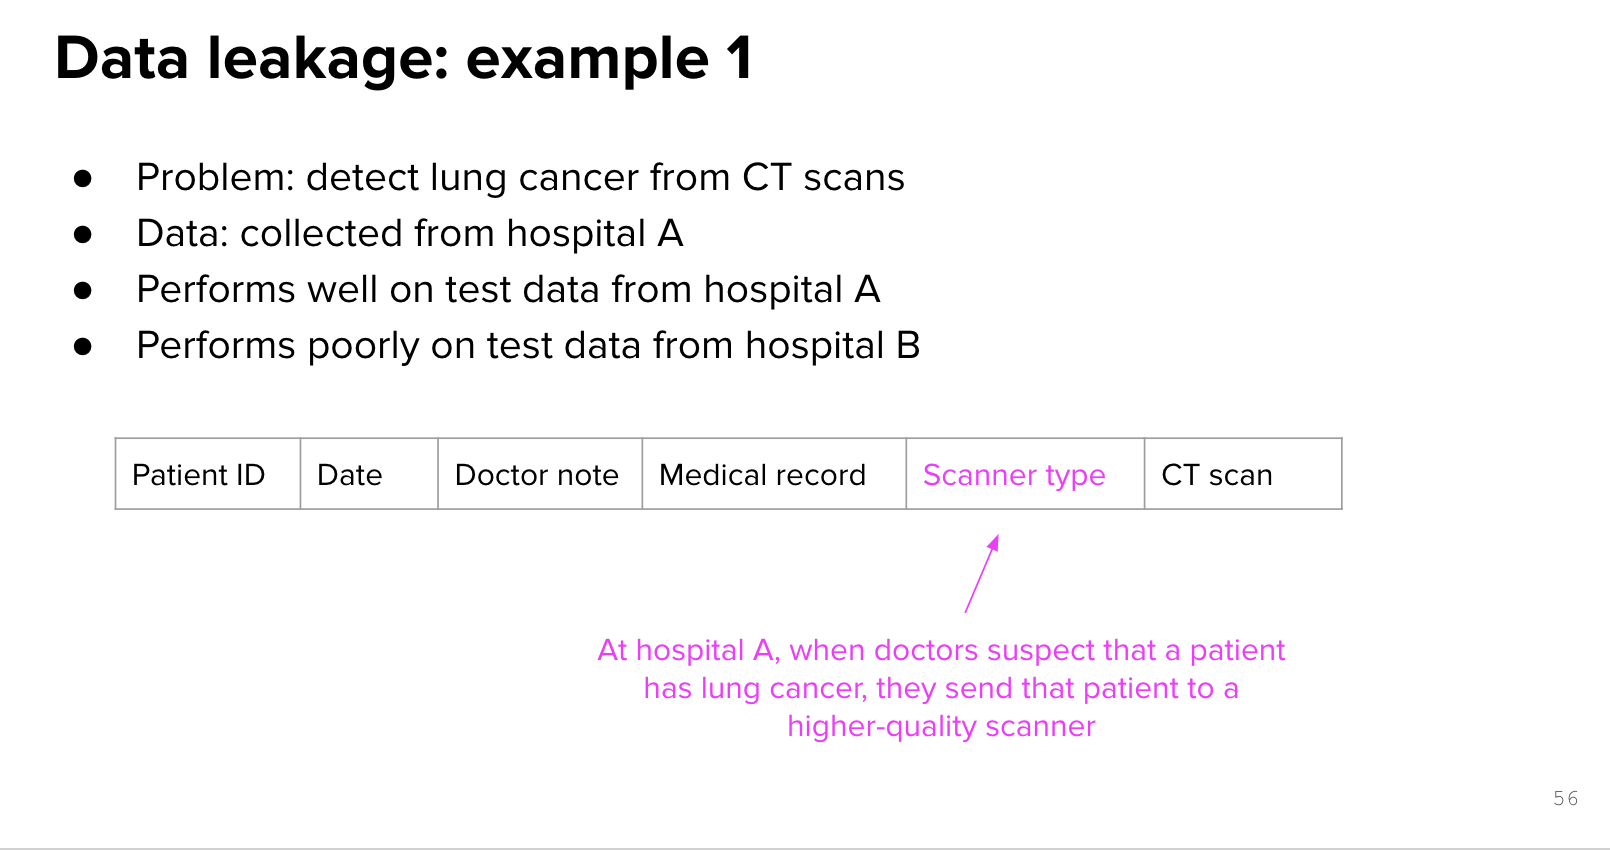 Data leakage: example 1
● Problem: detect lung cancer from CT scans
● Data: collected from hospital A
● Performs well on test data from hospital A
● Performs poorly on test data from hospital B
Patient ID Date Doctor note Medical record Scanner type CT scan
At hospital A, when doctors suspect that a patient
has lung cancer, they send that patient to a
higher-quality scanner
56